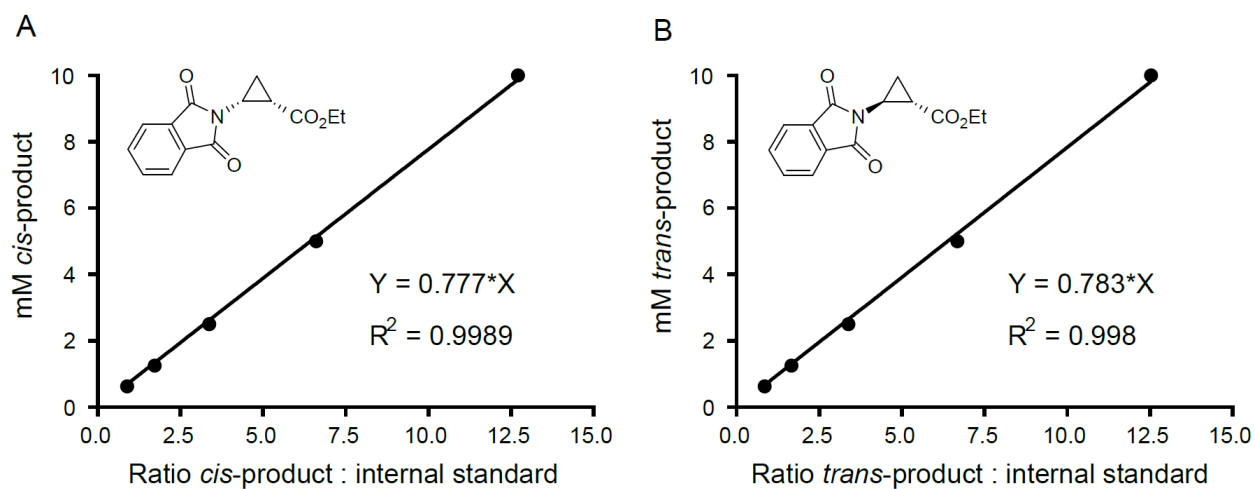 A
mM cis-product
10
8
6
4
2
0
O
N
O
CO2Et
Y = 0.777*X
R² = 0.9989
0.0 2.5 5.0 7.5 10.0 12.5 15.0
Ratio cis-product : internal standard
B
mM trans-product
10
8
6
4
2
0
O
N
O
CO2Et
Y = 0.783*X
R² = 0.998
0.0 2.5 5.0 7.5 10.0 12.5 15.0
Ratio trans-product : internal standard